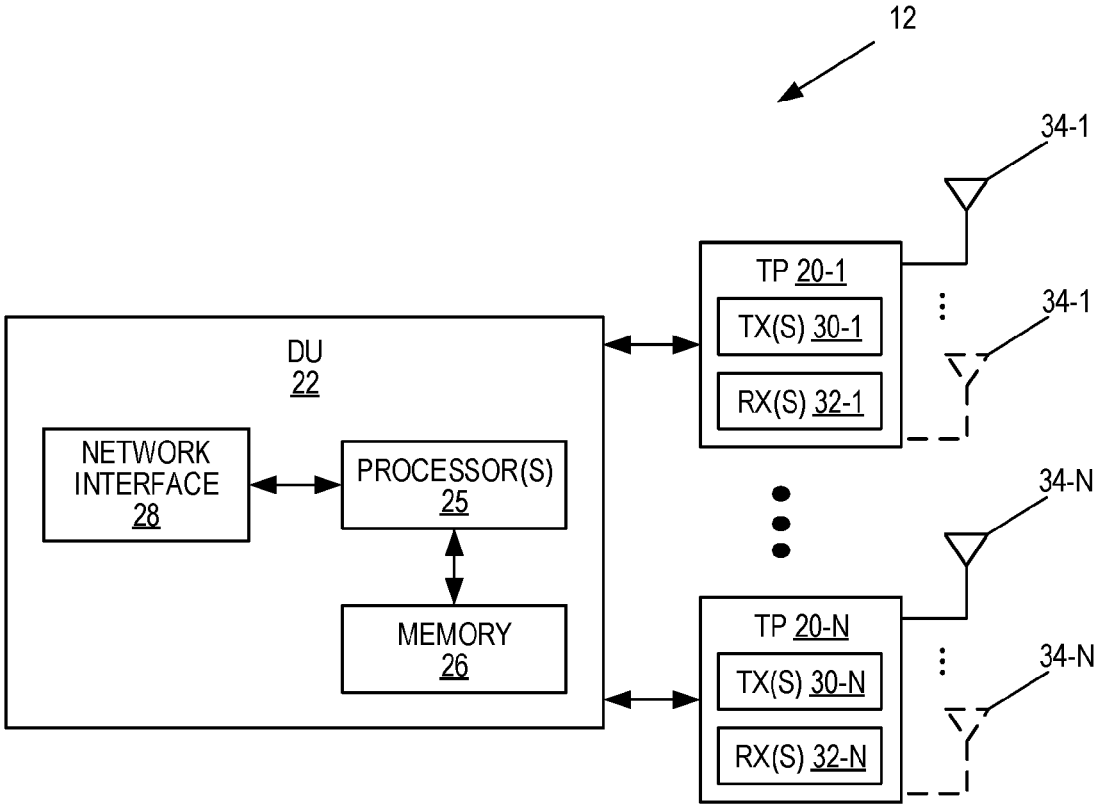 12
34-1
TP 20-1
TX(S) 30-1
RX(S) 32-1
34-1
DU
22
NETWORK
INTERFACE
28
PROCESSOR(S)
25
MEMORY
26
34-N
TP 20-N
TX(S) 30-N
RX(S) 32-N
34-N